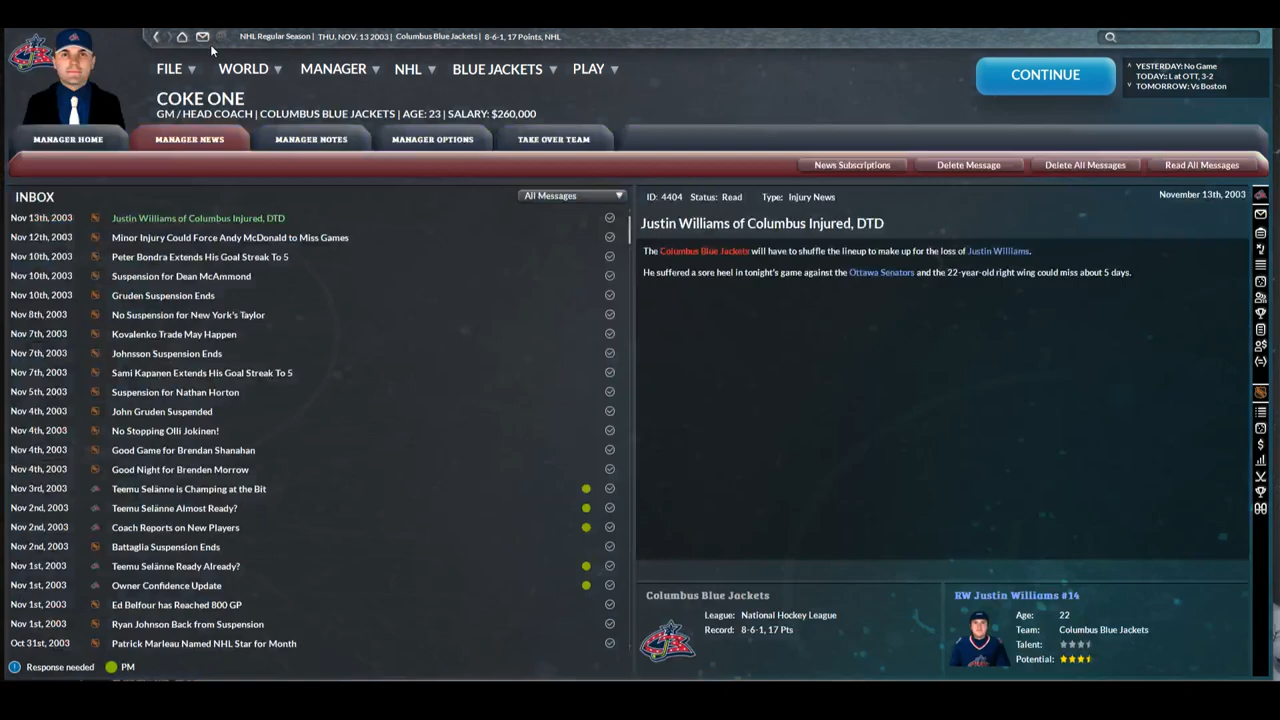 NHL Regular Season | THU. NOV. 13 2003 | Columbus Blue Jackets | 8-6-1, 17 Points, NHL
FILE WORLD MANAGER NHL BLUE JACKETS PLAY
CONTINUE
YESTERDAY: No Game
TODAY:: L at OTT, 3-2
TOMORROW: Vs Boston
COKE ONE
GM / HEAD COACH | COLUMBUS BLUE JACKETS | AGE: 23 | SALARY: $260,000
MANAGER HOME MANAGER NEWS MANAGER NOTES MANAGER OPTIONS TAKE OVER TEAM
News Subscriptions Delete Message Delete All Messages Read All Messages
INBOX All Messages
Nov 13th, 2003 Justin Williams of Columbus Injured, DTD
Nov 12th, 2003 Minor Injury Could Force Andy McDonald to Miss Games
Nov 10th, 2003 Peter Bondra Extends His Goal Streak To 5
Nov 10th, 2003 Suspension for Dean McAmmond
Nov 10th, 2003 Gruden Suspension Ends
Nov 8th, 2003 No Suspension for New York's Taylor
Nov 7th, 2003 Kovalenko Trade May Happen
Nov 7th, 2003 Johnsson Suspension Ends
Nov 7th, 2003 Sami Kapanen Extends His Goal Streak To 5
Nov 5th, 2003 Suspension for Nathan Horton
Nov 4th, 2003 John Gruden Suspended
Nov 4th, 2003 No Stopping Olli Jokinen!
Nov 4th, 2003 Good Game for Brendan Shanahan
Nov 4th, 2003 Good Night for Brenden Morrow
Nov 3rd, 2003 Teemu Selänne is Champing at the Bit
Nov 2nd, 2003 Teemu Selänne Almost Ready?
Nov 2nd, 2003 Coach Reports on New Players
Nov 2nd, 2003 Battaglia Suspension Ends
Nov 1st, 2003 Teemu Selänne Ready Already?
Nov 1st, 2003 Owner Confidence Update
Nov 1st, 2003 Ed Belfour has Reached 800 GP
Nov 1st, 2003 Ryan Johnson Back from Suspension
Oct 31st, 2003 Patrick Marleau Named NHL Star for Month
Response needed PM
ID: 4404 Status: Read Type: Injury News November 13th, 2003
Justin Williams of Columbus Injured, DTD
The Columbus Blue Jackets will have to shuffle the lineup to make up for the loss of Justin Williams.
He suffered a sore heel in tonight's game against the Ottawa Senators and the 22-year-old right wing could miss about 5 days.
Columbus Blue Jackets
League: National Hockey League
Record: 8-6-1, 17 Pts
RW Justin Williams #14
Age: 22
Team: Columbus Blue Jackets
Talent:
Potential: